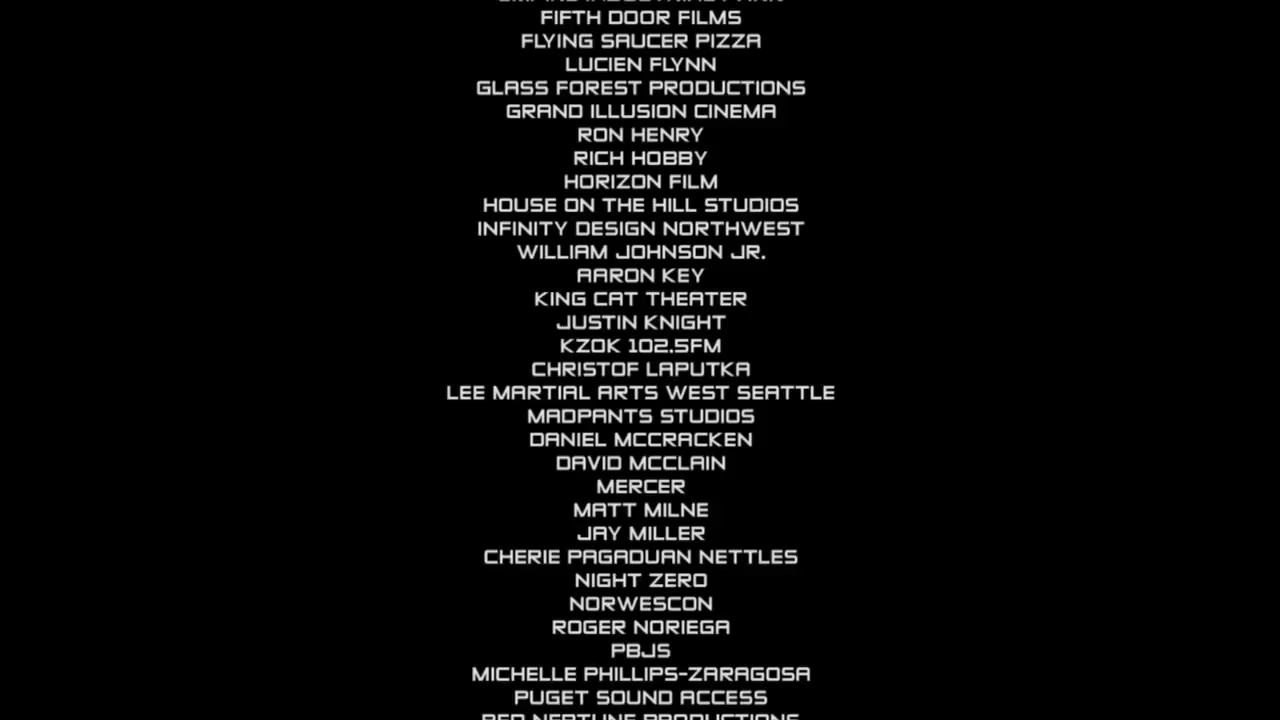 FIFTH DOOR FILMS
FLYING SAUCER PIZZA
LUCIEN FLYNN
GLASS FOREST PRODUCTIONS
GRAND ILLUSION CINEMA
RON HENRY
RICH HOBBY
HORIZON FILM
HOUSE ON THE HILL STUDIOS
INFINITY DESIGN NORTHWEST
WILLIAM JOHNSON JR.
AARON KEY
KING CAT THEATER
JUSTIN KNIGHT
KZOK 102.5FM
CHRISTOF LAPUTKA
LEE MARTIAL ARTS WEST SEATTLE
MADPANTS STUDIOS
DANIEL MCCRACKEN
DAVID MCCLAIN
MERCER
MATT MILNE
JAY MILLER
CHERIE PAGADUAN NETTLES
NIGHT ZERO
NORWESCON
ROGER NORIEGA
PBJS
MICHELLE PHILLIPS-ZARAGOSA
PUGET SOUND ACCESS
RED NEPTUNE PRODUCTIONS